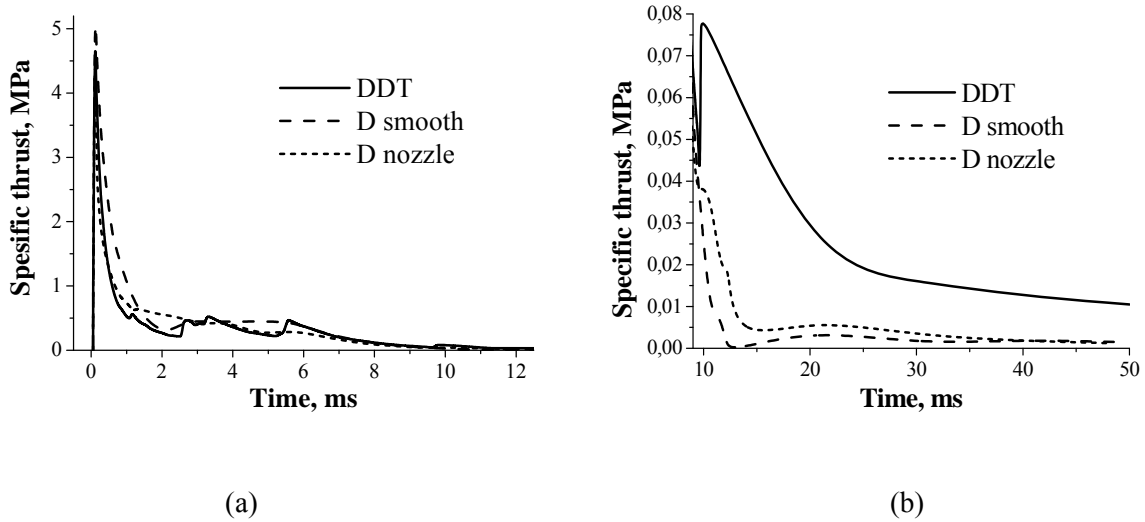 5
4
3
2
1
0
Spesific thrust, MPa
DDT
D smooth
D nozzle
0 2 4 6 8 10 12
Time, ms
(a)
0,08
0,07
0,06
0,05
0,04
0,03
0,02
0,01
0,00
Specific thrust, MPa
DDT
D smooth
D nozzle
10 20 30 40 50
Time, ms
(b)